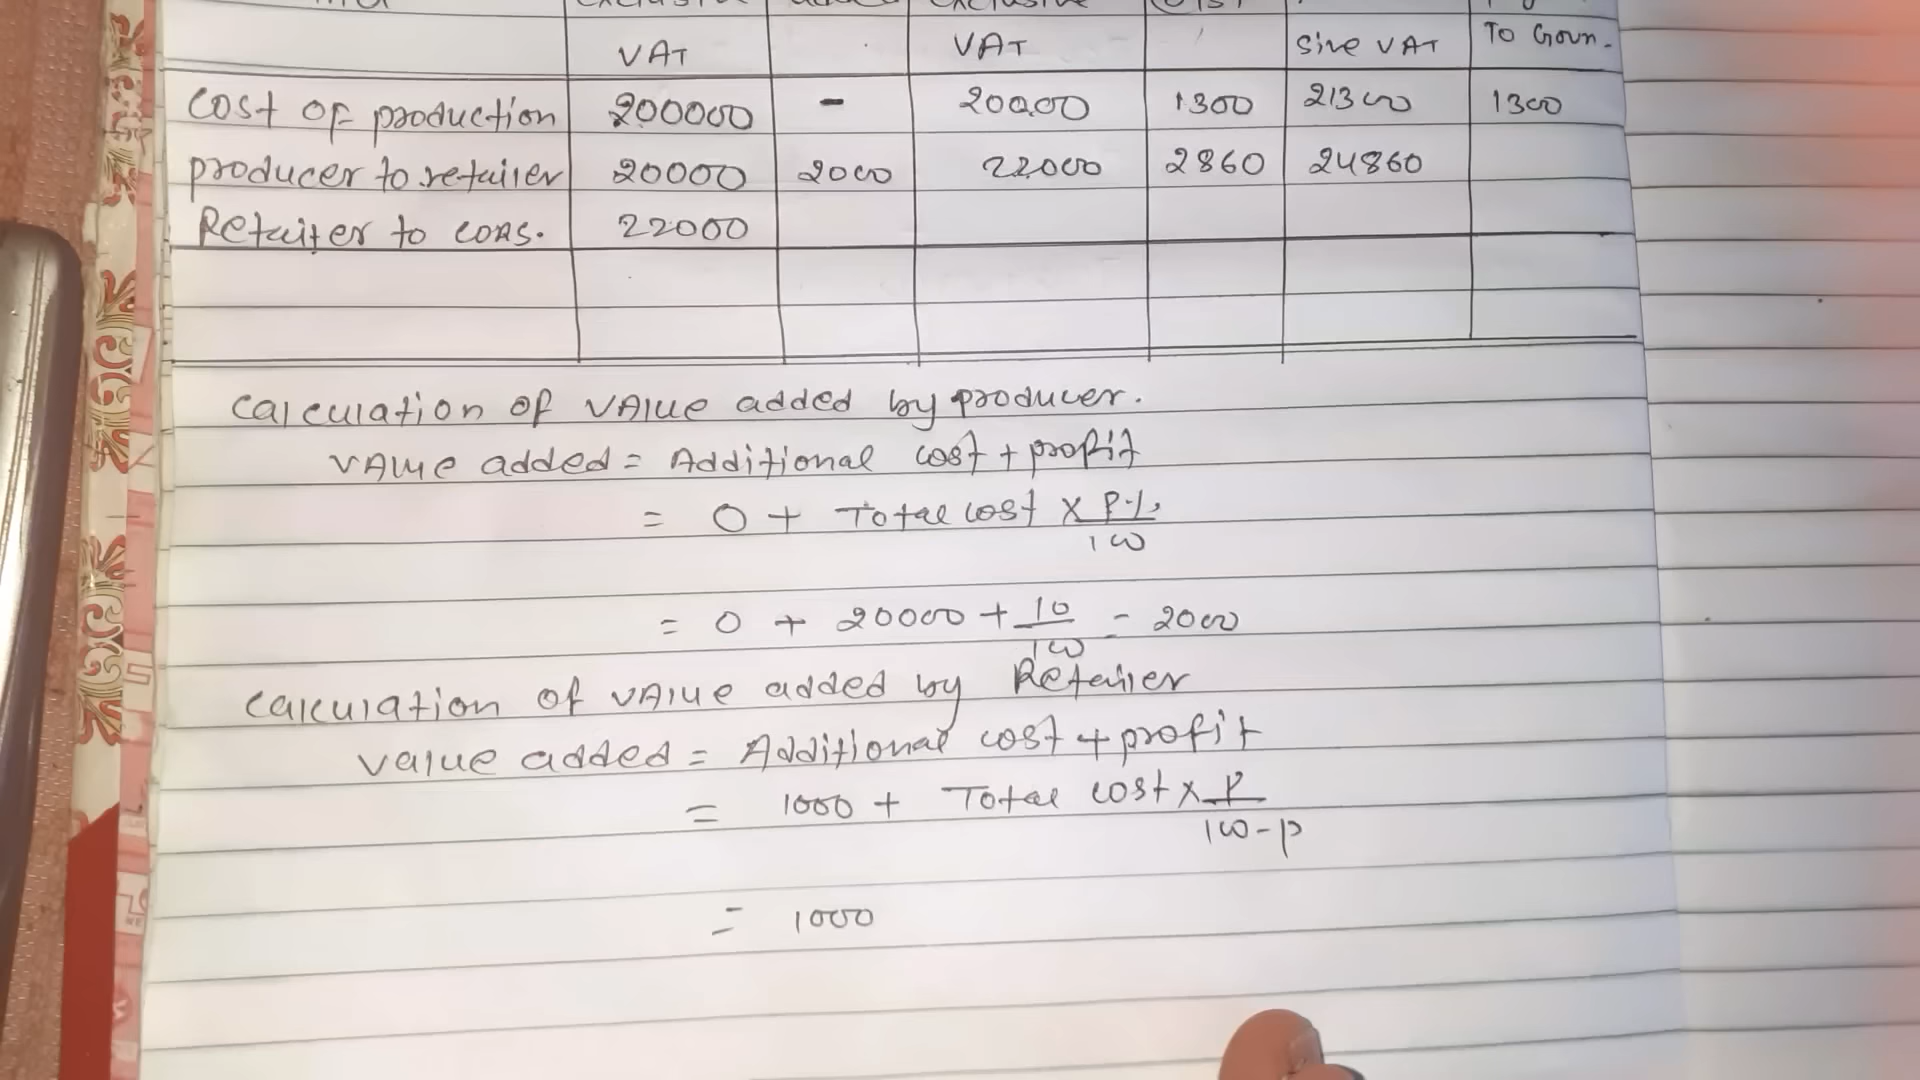 VAT VAT sive VAT To Govn.
Cost of production 200000 - 20000 1300 21300 1300
producer to retailer 20000 2000 22000 2860 24860
Retailer to cons. 22000
Calculation of value added by producer.
value added = Additional cost + profit
= 0 + Total cost × P%/100
= 0 + 20000 + 10/100 - 2000
Calculation of value added by Retailer
value added = Additional cost + profit
= 1000 + Total cost × P/100-P
= 1000